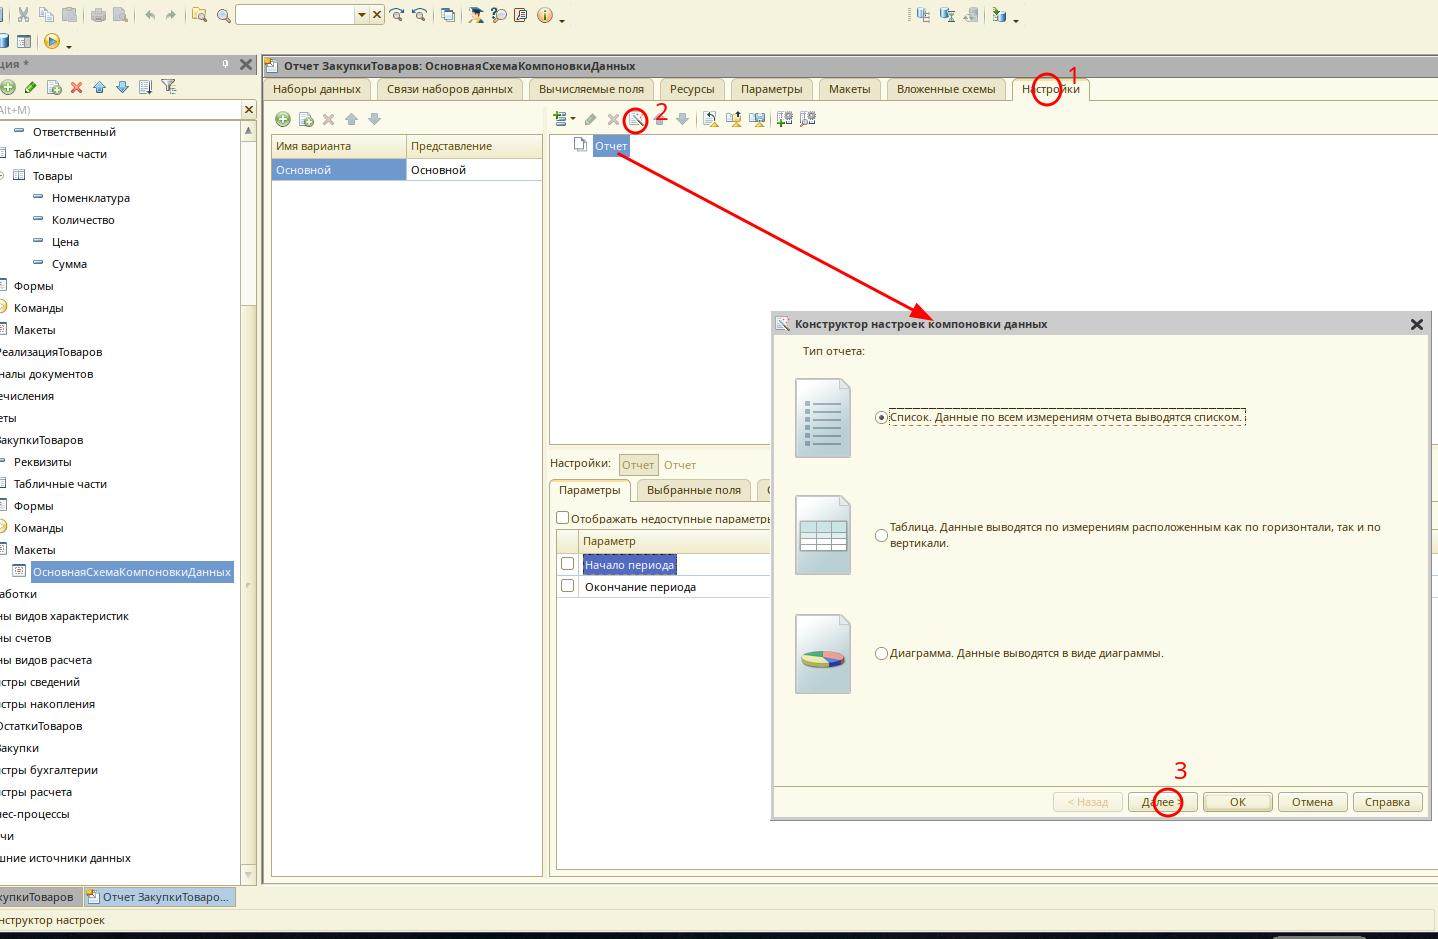 ция *
Отчет ЗакупкиТоваров: ОсновнаяСхемаКомпоновкиДанных
1
Наборы данных
Связи наборов данных
Вычисляемые поля
Ресурсы
Параметры
Макеты
Вложенные схемы
Настройки
Alt+M)
2
Имя варианта
Представление
Основной
Основной
Отчет
Ответственный
Табличные части
Товары
Номенклатура
Количество
Цена
Сумма
Формы
Команды
Макеты
РеализацияТоваров
налы документов
ечисления
еты
ЗакупкиТоваров
Реквизиты
Табличные части
Формы
Команды
Макеты
ОсновнаяСхемаКомпоновкиДанных
аботки
ны видов характеристик
ны счетов
ны видов расчета
стры сведений
стры накопления
ОстаткиТоваров
Закупки
стры бухгалтерии
стры расчета
нес-процессы
чи
шние источники данных
Настройки:
Отчет
Отчет
Параметры
Выбранные поля
Отображать недоступные параметры
Параметр
Начало периода
Окончание периода
Конструктор настроек компоновки данных
Тип отчета:
Список. Данные по всем измерениям отчета выводятся списком.
Таблица. Данные выводятся по измерениям расположенным как по горизонтали, так и по
вертикали.
Диаграмма. Данные выводятся в виде диаграммы.
3
< Назад
Далее >
ОК
Отмена
Справка
купкиТоваров
Отчет ЗакупкиТоваро...
нструктор настроек